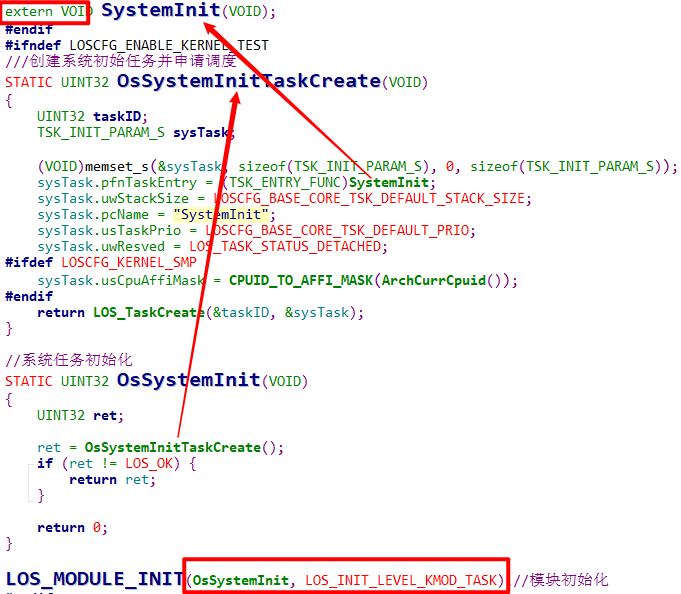 extern VOID SystemInit(VOID);
#endif
#ifndef LOSCFG_ENABLE_KERNEL_TEST
///创建系统初始任务并申请调度
STATIC UINT32 OsSystemInitTaskCreate(VOID)
{
UINT32 taskID;
TSK_INIT_PARAM_S sysTask;
(VOID)memset_s(&sysTask, sizeof(TSK_INIT_PARAM_S), 0, sizeof(TSK_INIT_PARAM_S));
sysTask.pfnTaskEntry = (TSK_ENTRY_FUNC)SystemInit;
sysTask.uwStackSize = LOSCFG_BASE_CORE_TSK_DEFAULT_STACK_SIZE;
sysTask.pcName = "SystemInit";
sysTask.usTaskPrio = LOSCFG_BASE_CORE_TSK_DEFAULT_PRIO;
sysTask.uwResved = LOS_TASK_STATUS_DETACHED;
#ifdef LOSCFG_KERNEL_SMP
sysTask.usCpuAffiMask = CPUID_TO_AFFI_MASK(ArchCurrCpuid());
#endif
return LOS_TaskCreate(&taskID, &sysTask);
}
//系统任务初始化
STATIC UINT32 OsSystemInit(VOID)
{
UINT32 ret;
ret = OsSystemInitTaskCreate();
if (ret != LOS_OK) {
return ret;
}
return 0;
}
LOS_MODULE_INIT(OsSystemInit, LOS_INIT_LEVEL_KMOD_TASK) //模块初始化